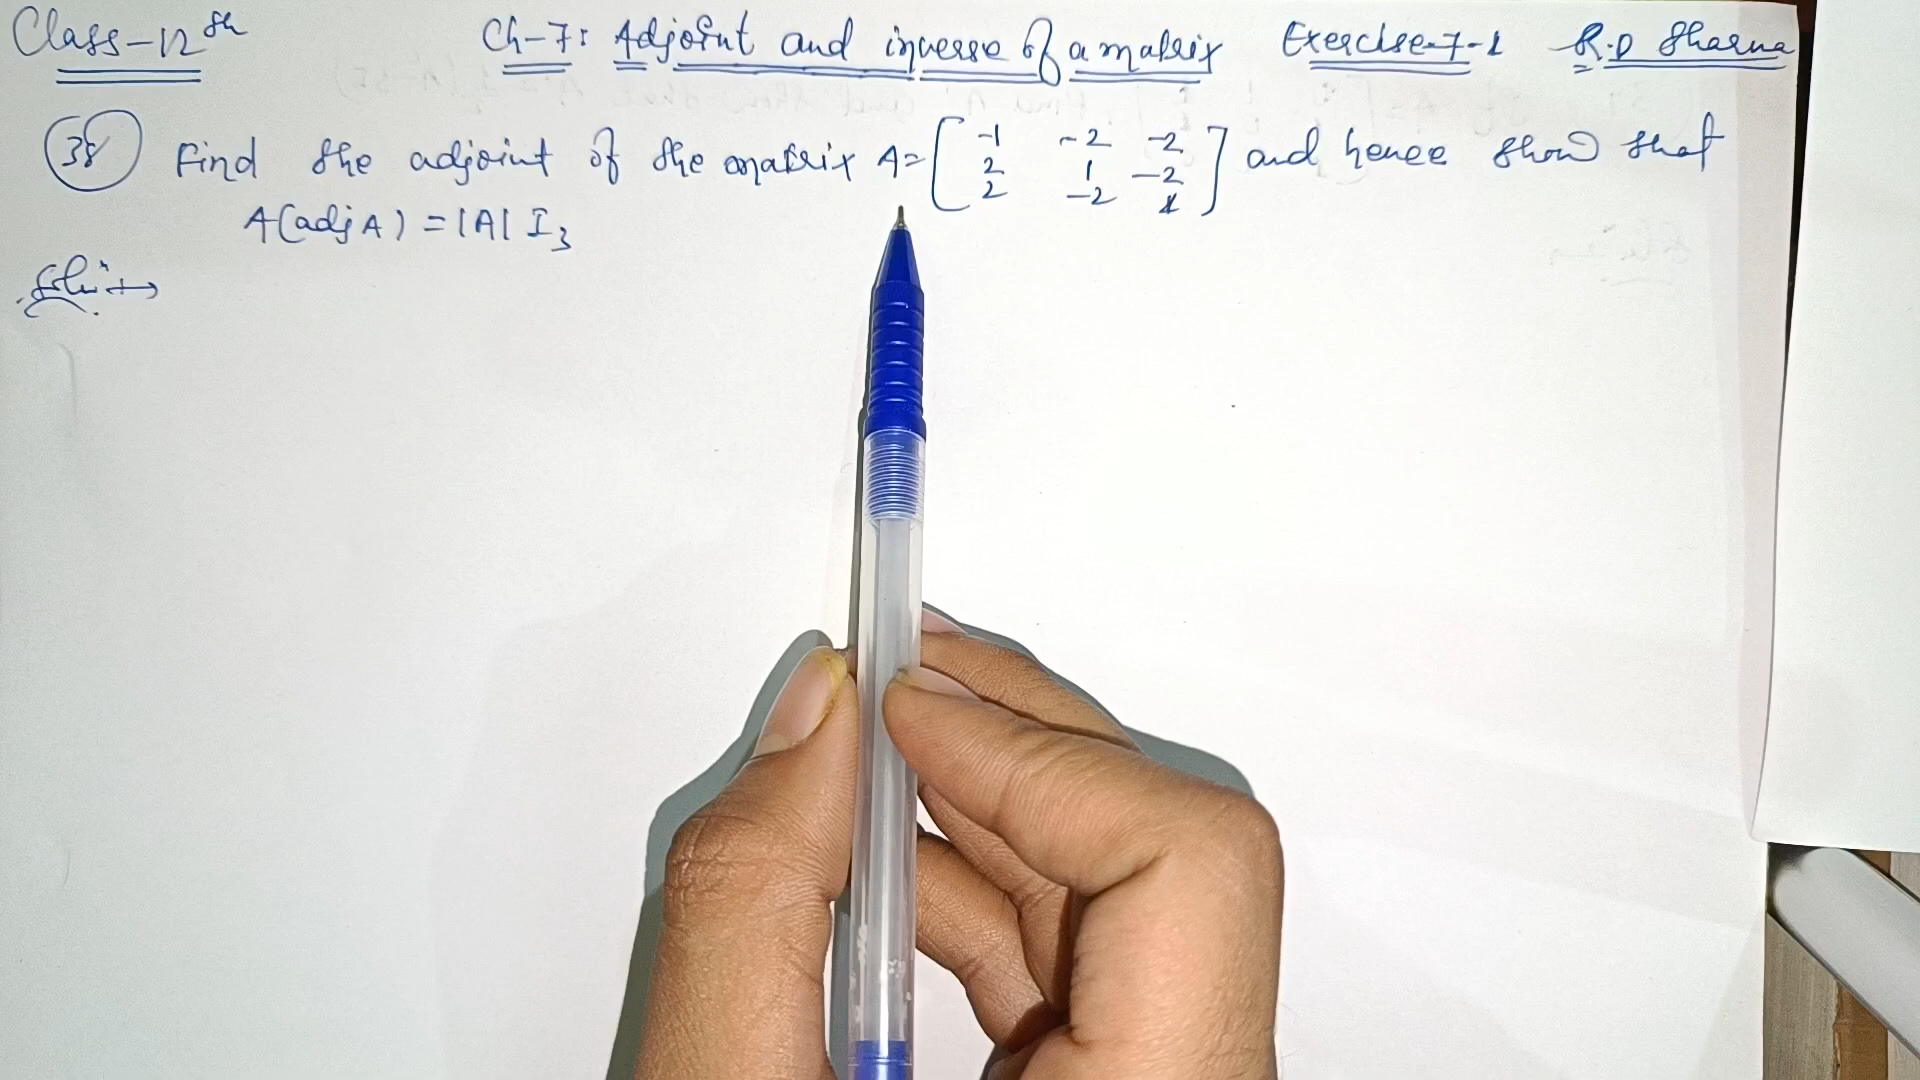 Class-12th Ch-7: Adjoint and inverse of a matrix Exercise-7-1 R.D Sharma
38 Find the adjoint of the matrix A = [ -1 -2 -2 ] and hence show that
2 1 -2
2 -2 1
A(adj A) = |A| I3
Soln:→